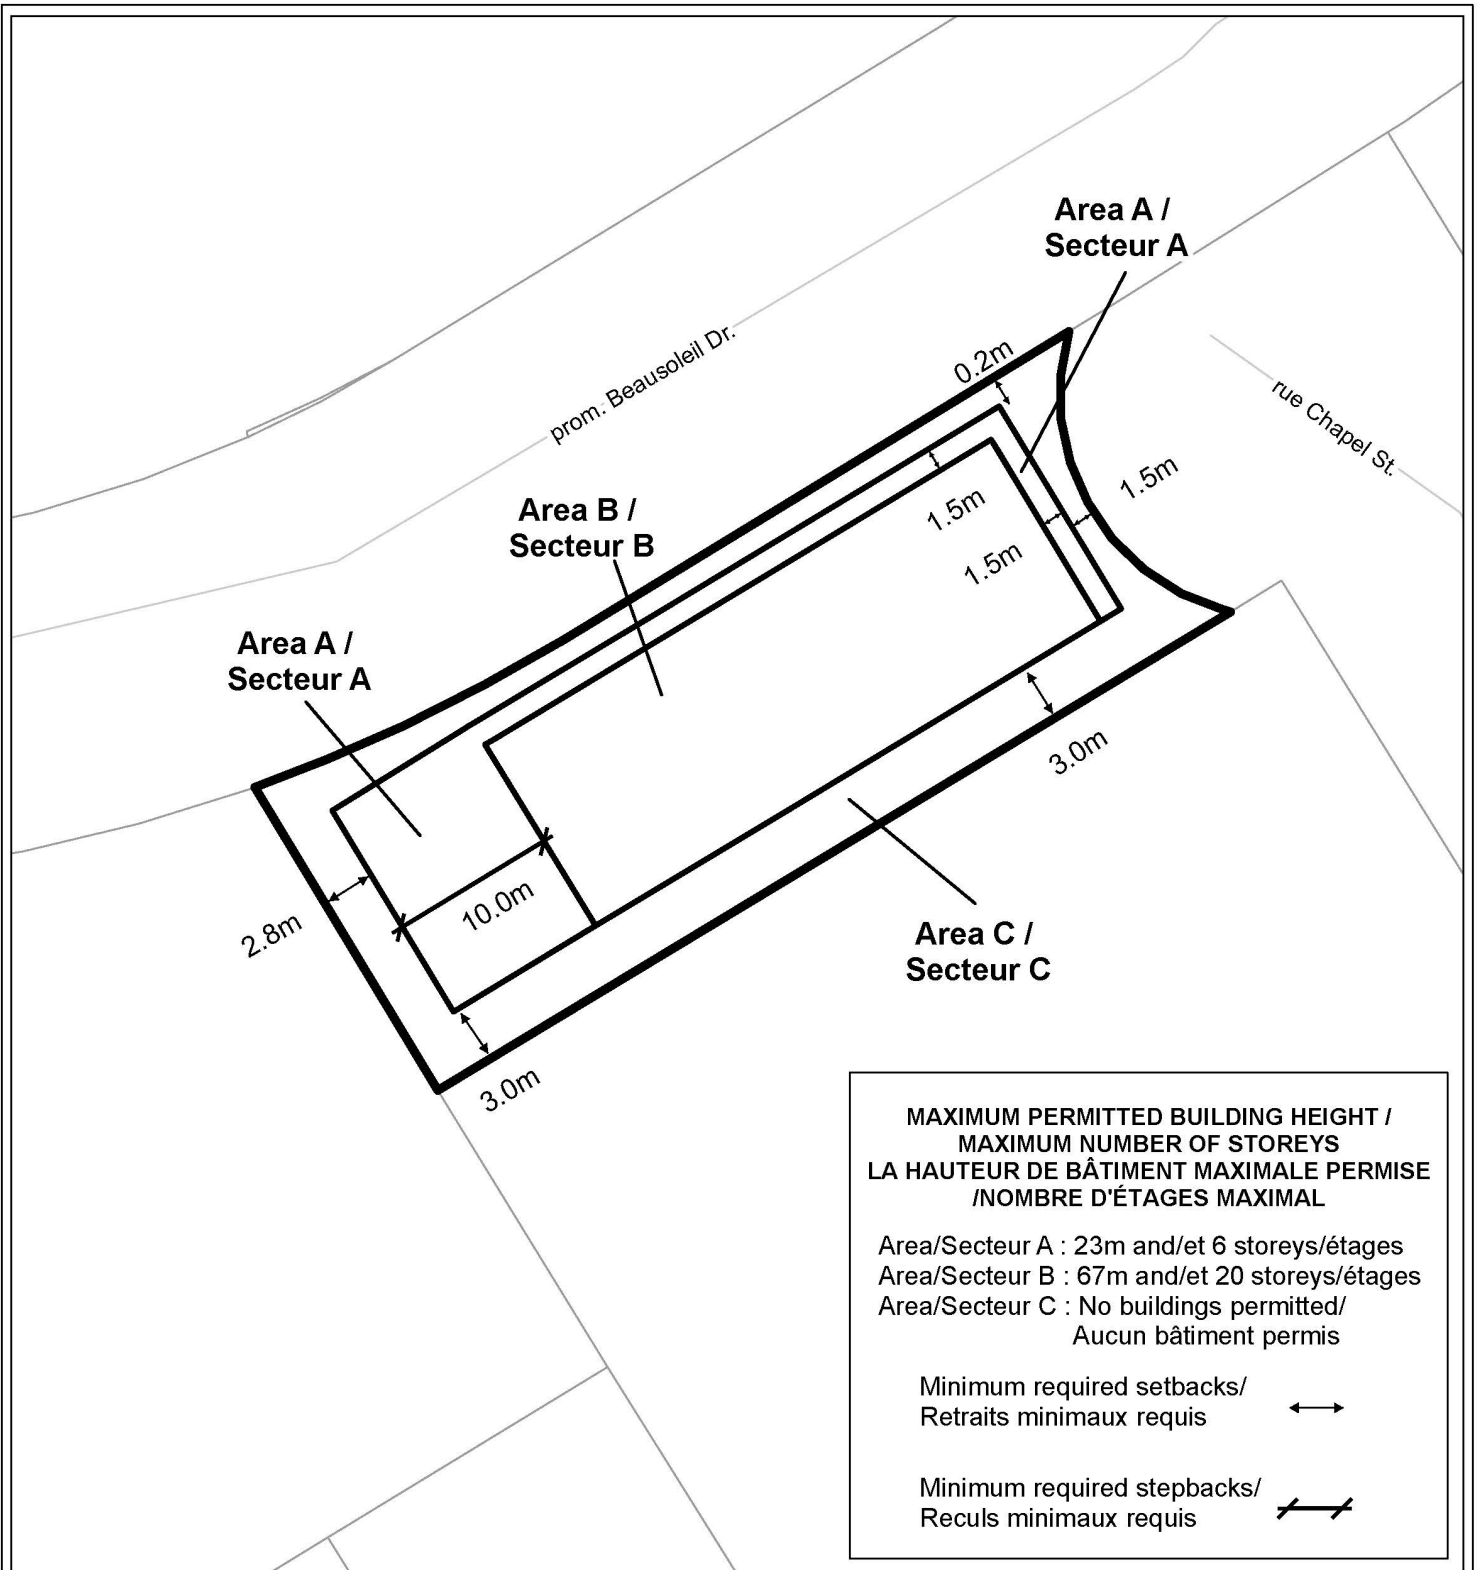 Area A /
Secteur A
0.2m
prom. Beausoleil Dr.
rue Chapel St.
1.5m
1.5m
1.5m
Area B /
Secteur B
Area A /
Secteur A
3.0m
10.0m
2.8m
Area C /
Secteur C
3.0m
MAXIMUM PERMITTED BUILDING HEIGHT /
MAXIMUM NUMBER OF STOREYS
LA HAUTEUR DE BÂTIMENT MAXIMALE PERMISE
/NOMBRE D'ÉTAGES MAXIMAL
Area/Secteur A : 23m and/et 6 storeys/étages
Area/Secteur B : 67m and/et 20 storeys/étages
Area/Secteur C : No buildings permitted/
Aucun bâtiment permis
Minimum required setbacks/
Retraits minimaux requis
Minimum required stepbacks/
Reculs minimaux requis